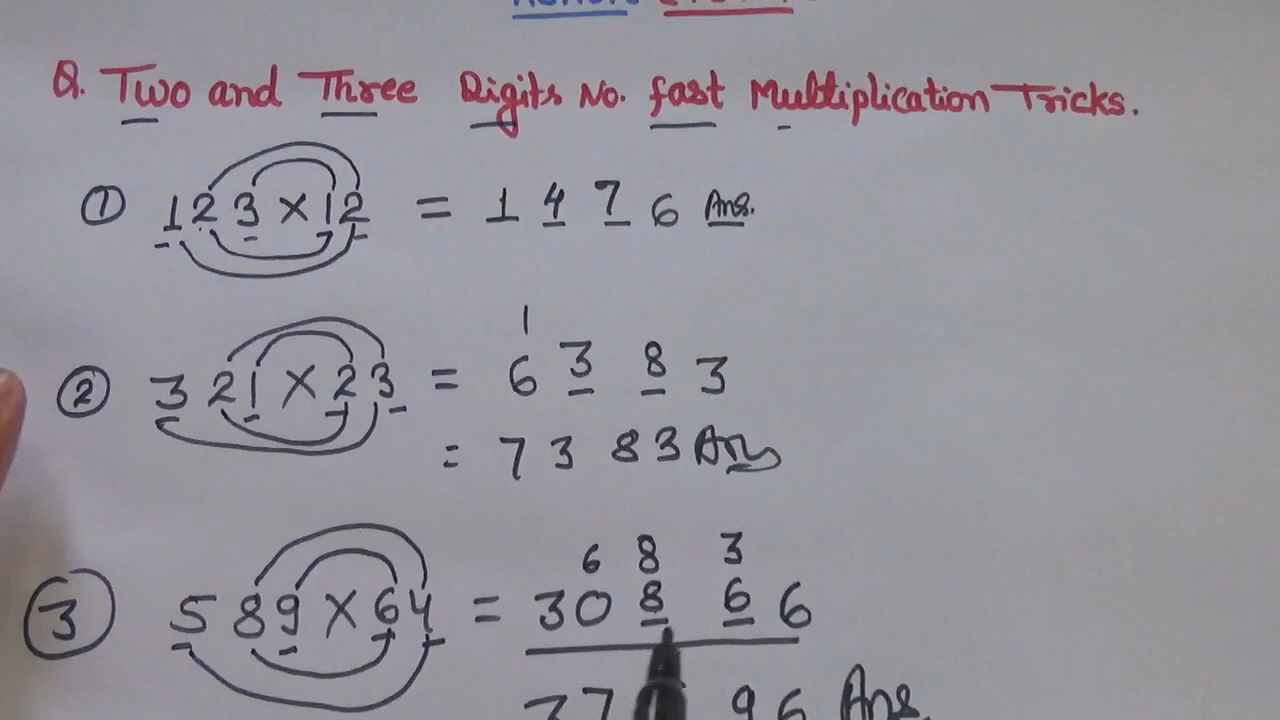 Q. Two and Three Digits No. fast Multiplication Tricks.
① 123 × 12 = 1 4 7 6 Ans.
1
② 321 × 23 = 6 3 8 3
= 7 3 8 3 Ans
6 8 3
③ 589 × 64 = 30 8 6 6
37 96 Ans.